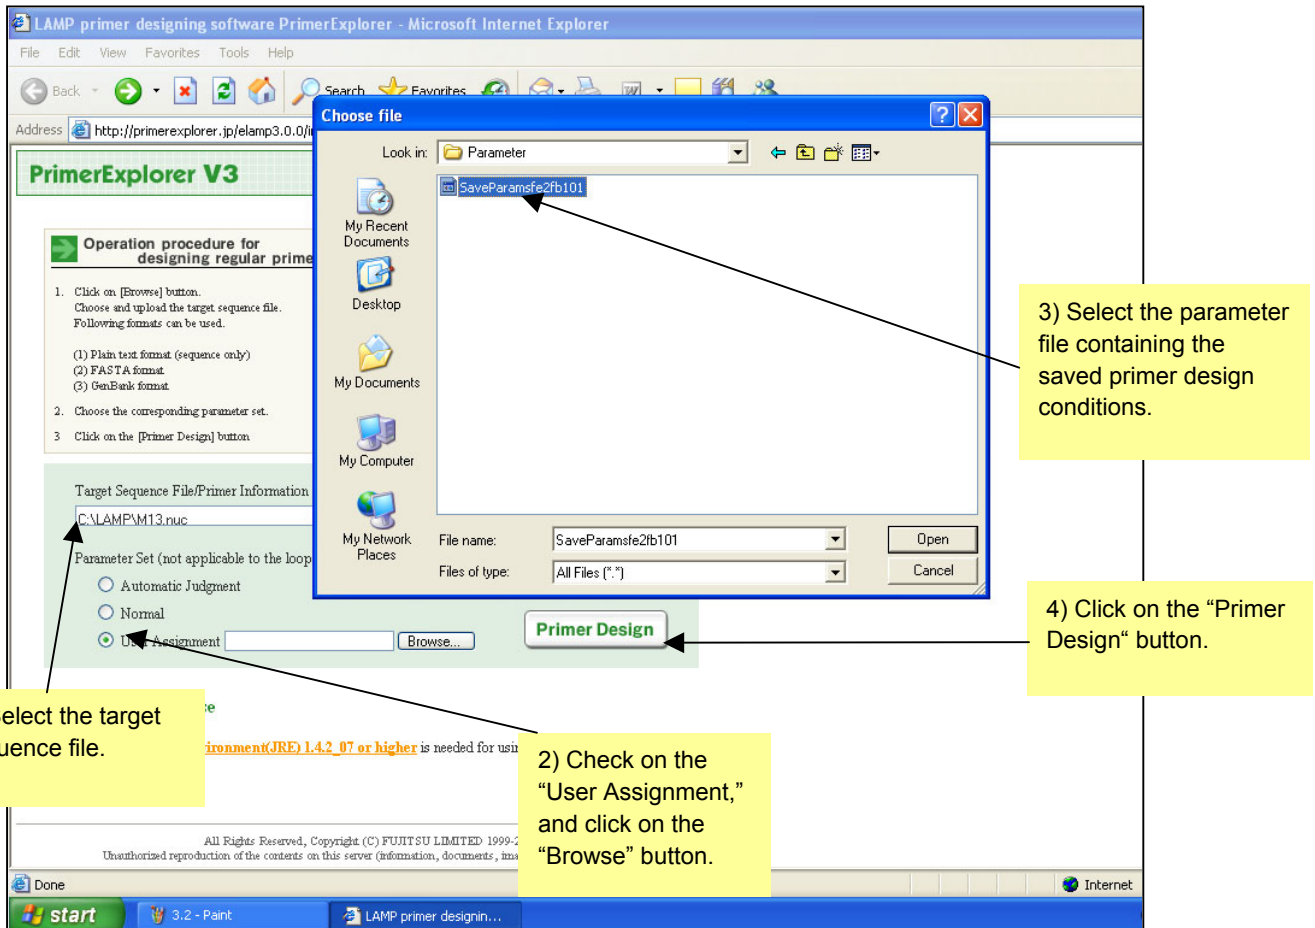 LAMP primer designing software PrimerExplorer - Microsoft Internet Explorer
File Edit View Favorites Tools Help
Back Search Favorites
Address http://primerexplorer.jp/elamp3.0.0/i
PrimerExplorer V3
Operation procedure for
designing regular prime
1. Click on [Browse] button.
Choose and upload the target sequence file.
Following formats can be used.
(1) Plain text format (sequence only)
(2) FASTA format
(3) GenBank format
2. Choose the corresponding parameter set.
3 Click on the [Primer Design] button
Target Sequence File/Primer Information
C:\LAMP\M13.nuc
Parameter Set (not applicable to the loop
Automatic Judgment
Normal
User Assignment Browse...
Primer Design
Choose file
Look in: Parameter
SaveParamsfe2fb101
My Recent
Documents
Desktop
My Documents
My Computer
My Network
Places
File name: SaveParamsfe2fb101 Open
Files of type: All Files (*.*) Cancel
3) Select the parameter
file containing the
saved primer design
conditions.
4) Click on the “Primer
Design“ button.
elect the target
uence file.
2) Check on the
“User Assignment,”
and click on the
“Browse” button.
ironment(JRE) 1.4.2_07 or higher is needed for usi
All Rights Reserved, Copyright (C) FUJITSU LIMITED 1999-2
Unauthorized reproduction of the contents on this server (information, documents, ima
Done Internet
start 3.2 - Paint LAMP primer designin...